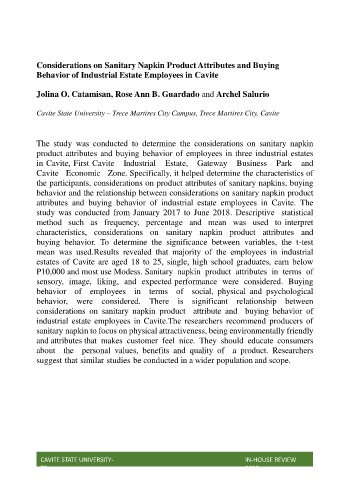 Considerations on Sanitary Napkin Product Attributes and Buying
Behavior of Industrial Estate Employees in Cavite
Jolina O. Catamisan, Rose Ann B. Guardado and Archel Salurio
Cavite State University – Trece Martires City Campus, Trece Martires City, Cavite
The study was conducted to determine the considerations on sanitary napkin
product attributes and buying behavior of employees in three industrial estates
in Cavite, First Cavite Industrial Estate, Gateway Business Park and
Cavite Economic Zone. Specifically, it helped determine the characteristics of
the participants, considerations on product attributes of sanitary napkins, buying
behavior and the relationship between considerations on sanitary napkin product
attributes and buying behavior of industrial estate employees in Cavite. The
study was conducted from January 2017 to June 2018. Descriptive statistical
method such as frequency, percentage and mean was used to interpret
characteristics, considerations on sanitary napkin product attributes and
buying behavior. To determine the significance between variables, the t-test
mean was used.Results revealed that majority of the employees in industrial
estates of Cavite are aged 18 to 25, single, high school graduates, earn below
P10,000 and most use Modess. Sanitary napkin product attributes in terms of
sensory, image, liking, and expected performance were considered. Buying
behavior of employees in terms of social, physical and psychological
behavior, were considered. There is significant relationship between
considerations on sanitary napkin product attribute and buying behavior of
industrial estate employees in Cavite.The researchers recommend producers of
sanitary napkin to focus on physical attractiveness, being environmentally friendly
and attributes that makes customer feel nice. They should educate consumers
about the personal values, benefits and quality of a product. Researchers
suggest that similar studies be conducted in a wider population and scope.
CAVITE STATE UNIVERSITY-
IN-HOUSE REVIEW